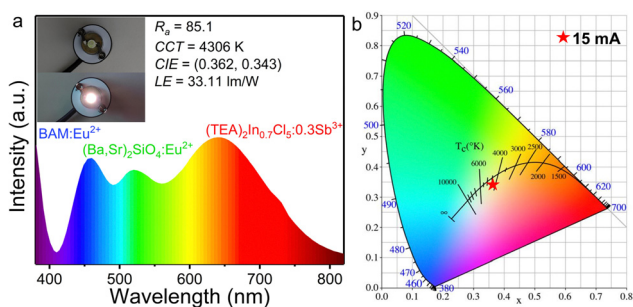 a
R_a = 85.1
CCT = 4306 K
CIE = (0.362, 0.343)
LE = 33.11 lm/W
BAM:Eu²⁺
(Ba,Sr)₂SiO₄:Eu²⁺
(TEA)₂In₀.₇Cl₅:0.3Sb³⁺
Intensity (a.u.)
400 500 600 700 800
Wavelength (nm)
b
15 mA
0.9
0.8
0.7
0.6
0.5
0.4
0.3
0.2
0.1
0.0
y
y
520
540
560
580
600
620
700
490
480
470
460
380
T_c(°K)
10000
6000
4000
3000
2500
2000
1500
∞
0.0 0.1 0.2 0.3 0.4 0.5 0.6 0.7 0.8
x x